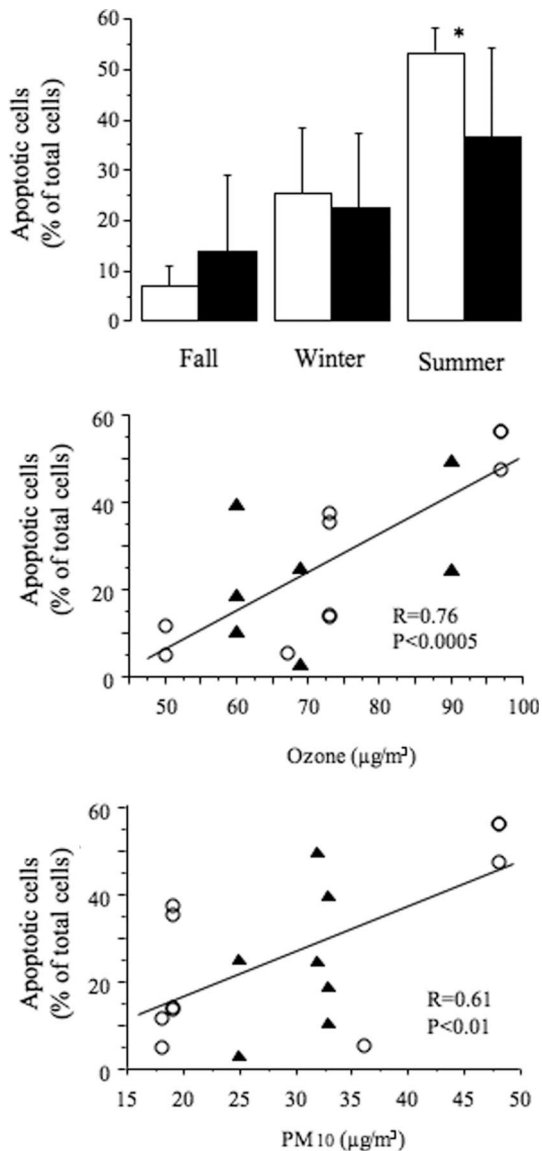 Apoptotic cells
(% of total cells)
60
50
40
30
20
10
0
*
Fall Winter Summer
Apoptotic cells
(% of total cells)
60
40
20
0
R=0.76
P<0.0005
50 60 70 80 90 100
Ozone (µg/m³)
Apoptotic cells
(% of total cells)
60
40
20
0
R=0.61
P<0.01
15 20 25 30 35 40 45 50
PM10 (µg/m³)